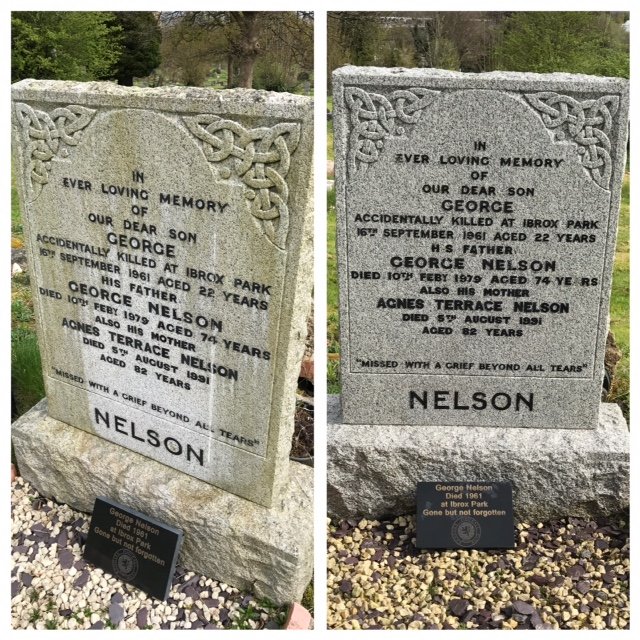 IN
EVER LOVING MEMORY
OF
OUR DEAR SON
GEORGE
ACCIDENTALLY KILLED AT IBROX PARK
16TH SEPTEMBER 1961 AGED 22 YEARS
HIS FATHER
GEORGE NELSON
DIED 10TH FEBY 1979 AGED 74 YEARS
ALSO HIS MOTHER
AGNES TERRACE NELSON
DIED 5TH AUGUST 1991
AGED 82 YEARS
"MISSED WITH A GRIEF BEYOND ALL TEARS"
NELSON
George Nelson
Died 1961
at Ibrox Park
Gone but not forgotten
IN
EVER LOVING MEMORY
OF
OUR DEAR SON
GEORGE
ACCIDENTALLY KILLED AT IBROX PARK
16TH SEPTEMBER 1961 AGED 22 YEARS
HIS FATHER
GEORGE NELSON
DIED 10TH FEBY 1979 AGED 74 YE RS
ALSO HIS MOTHER
AGNES TERRACE NELSON
DIED 5TH AUGUST 1991
AGED 82 YEARS
"MISSED WITH A GRIEF BEYOND ALL TEARS"
NELSON
George Nelson
Died 1961
at Ibrox Park
Gone but not forgotten